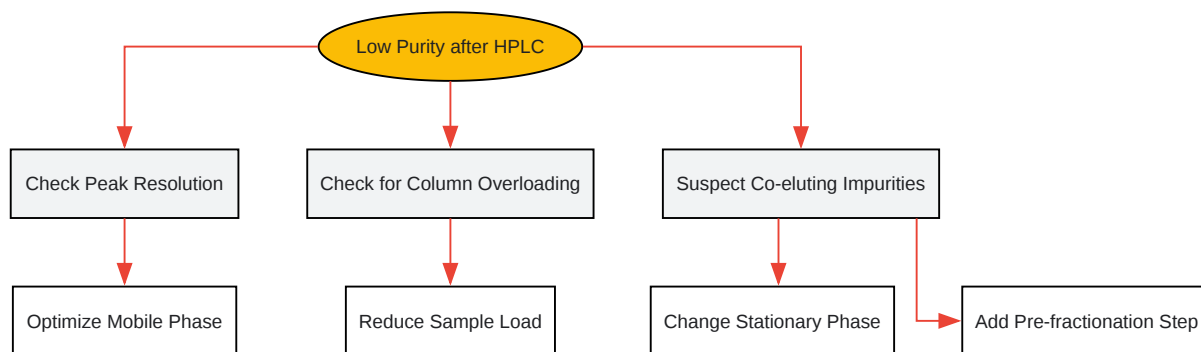 Low Purity after HPLC
Check Peak Resolution
Check for Column Overloading
Suspect Co-eluting Impurities
Optimize Mobile Phase
Reduce Sample Load
Change Stationary Phase
Add Pre-fractionation Step